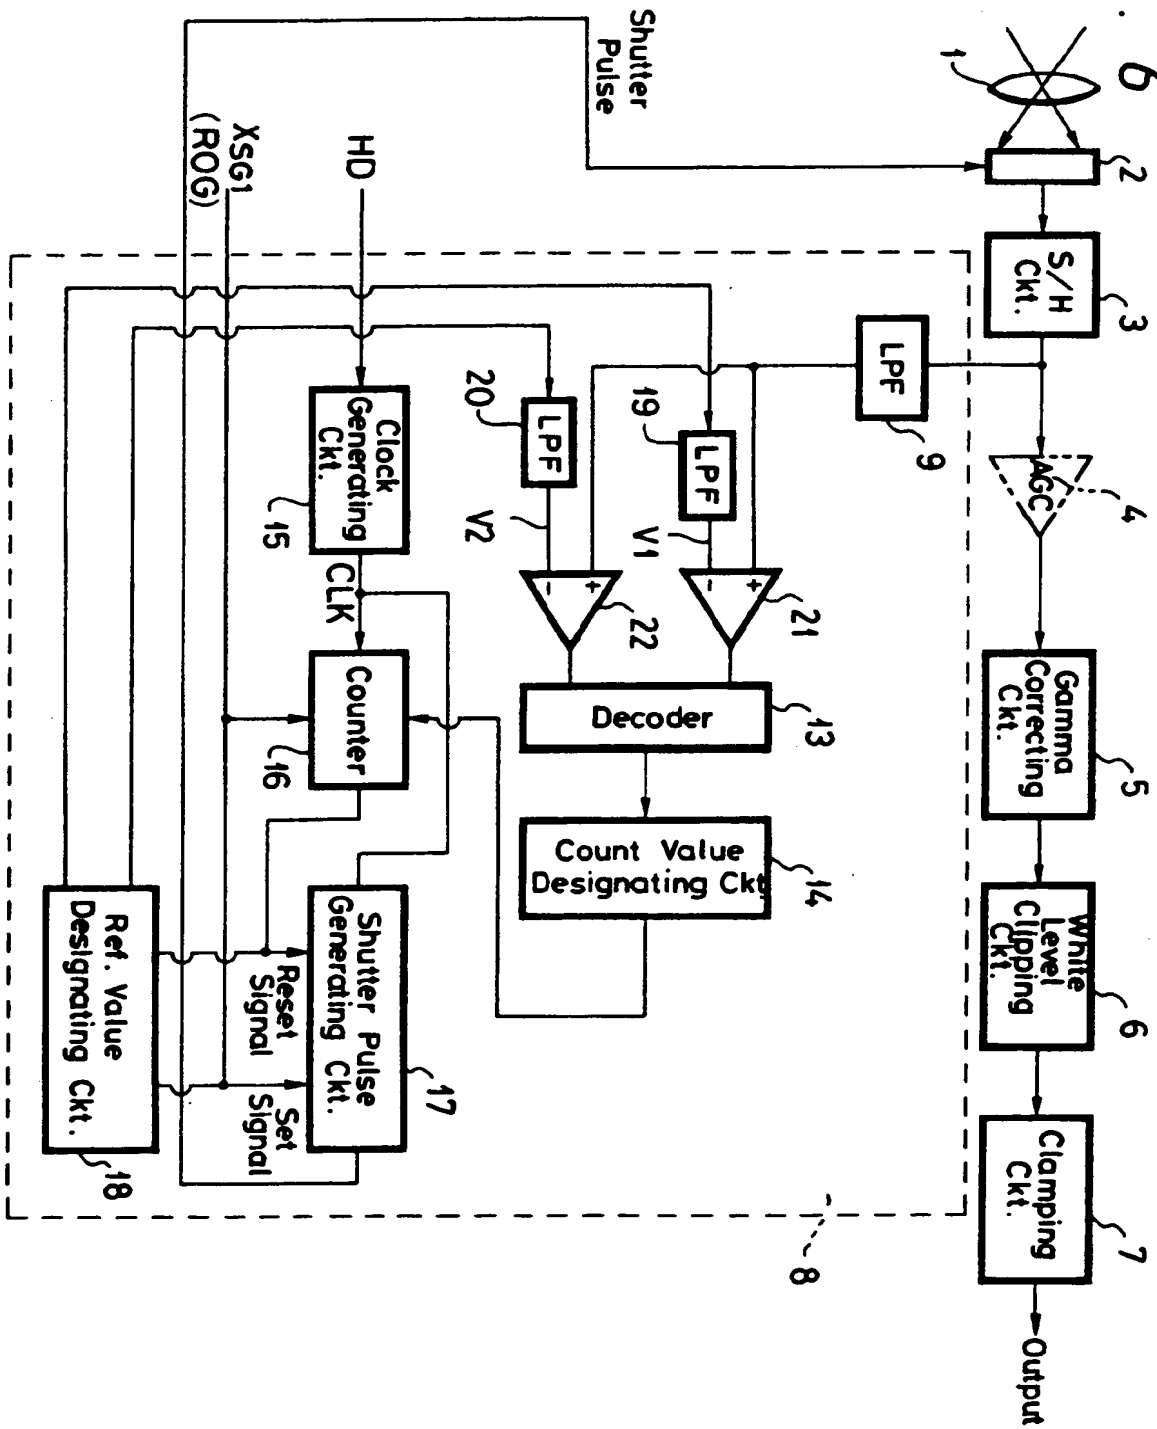 6
1
2
S/H
Ckt.
3
AGC
4
Gamma
Correcting
Ckt.
5
White
Level
Clipping
Ckt.
6
Clamping
Ckt.
7
Output
Shutter
Pulse
LPF
9
LPF
19
V1
+
-
21
LPF
20
V2
+
-
22
Decoder
13
Count Value
Designating Ckt
14
HD
Clock
Generating
Ckt.
15
CLK
Counter
16
Shutter Pulse
Generating Ckt.
17
XSG1
(ROG)
Reset
Signal
Set
Signal
Ref. Value
Designating Ckt.
18
8